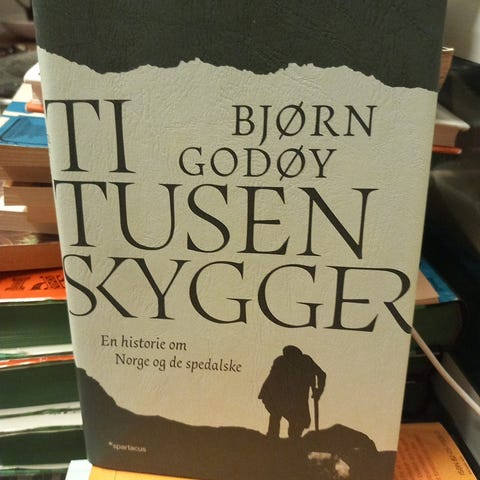 TI
BJØRN
GODØY
TUSEN
SKYGGER
En historie om
Norge og de spedalske
*spartacus